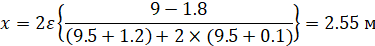 x = 2ε{(9 − 1.8)/((9.5 + 1.2) + 2 × (9.5 + 0.1))} = 2.55 м